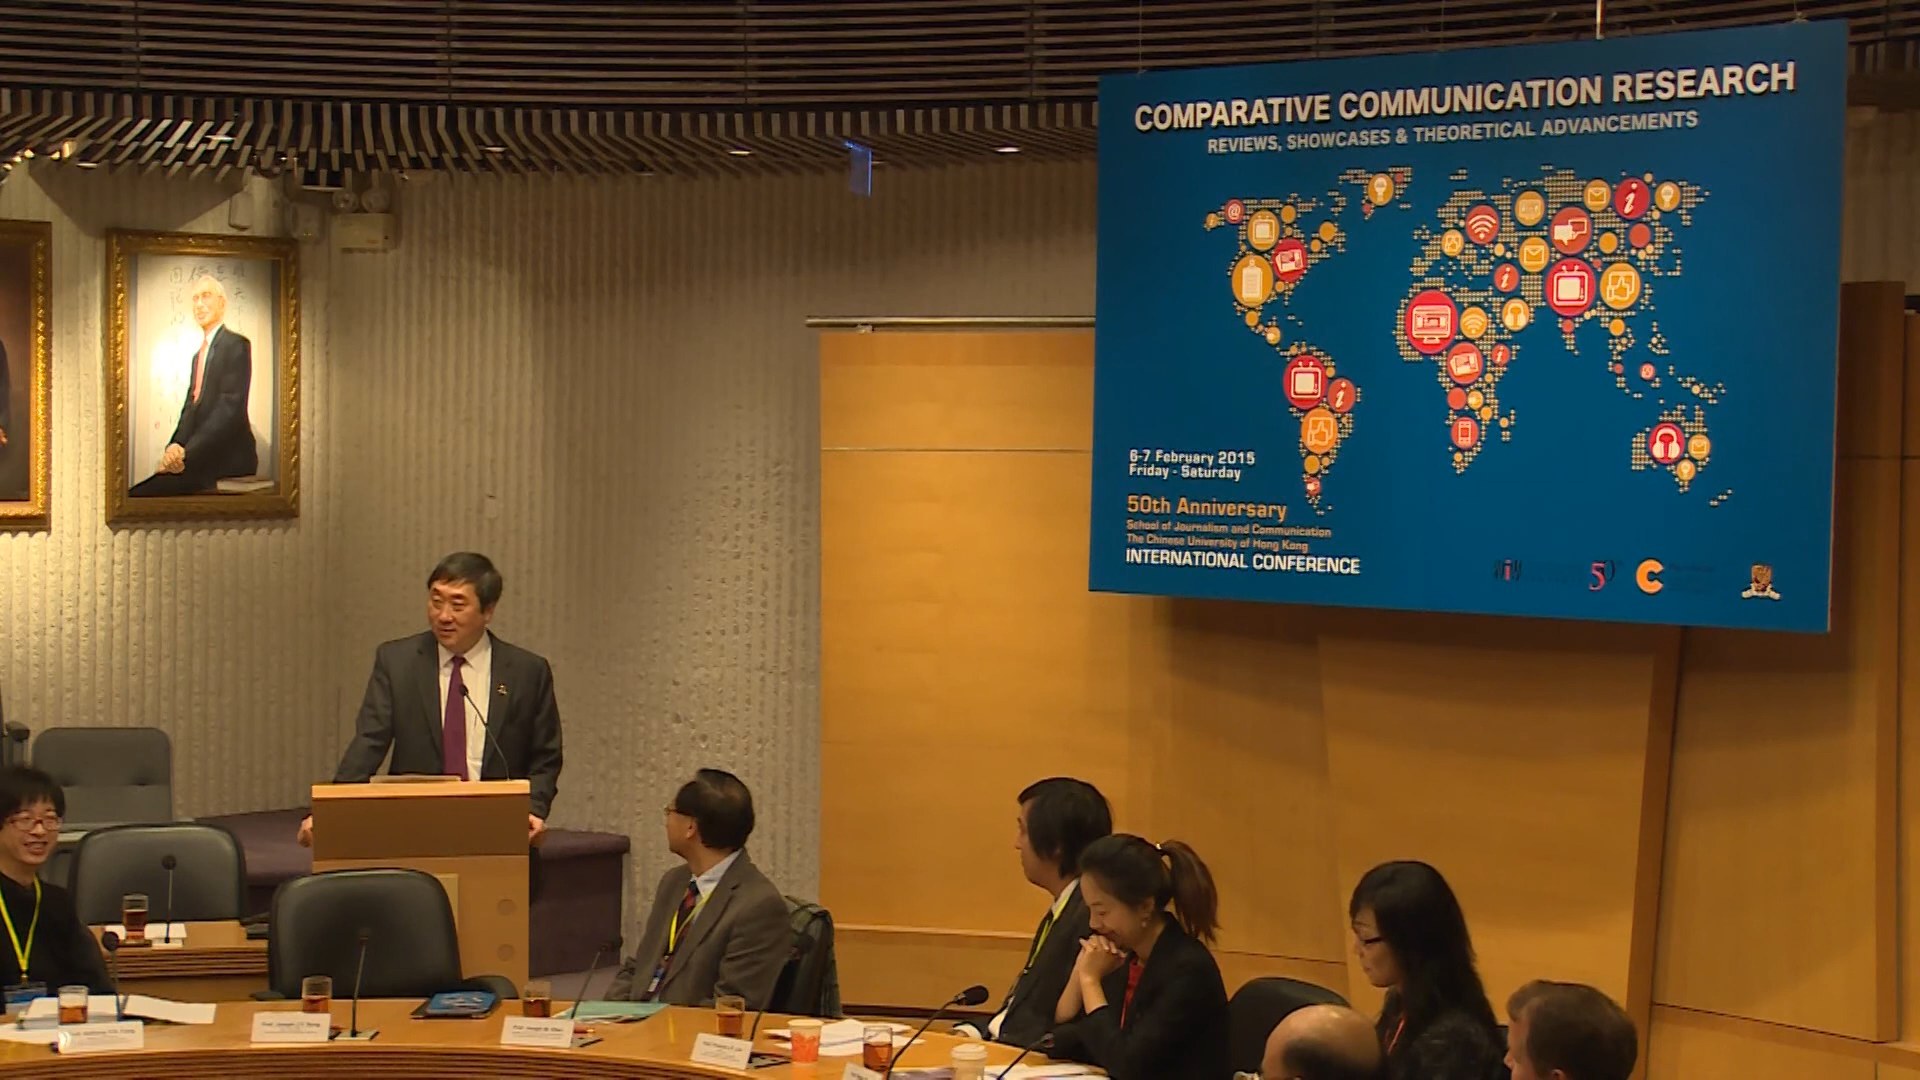 COMPARATIVE COMMUNICATION RESEARCH
REVIEWS, SHOWCASES & THEORETICAL ADVANCEMENTS
6-7 February 2015
Friday - Saturday
50th Anniversary
School of Journalism and Communication
The Chinese University of Hong Kong
INTERNATIONAL CONFERENCE